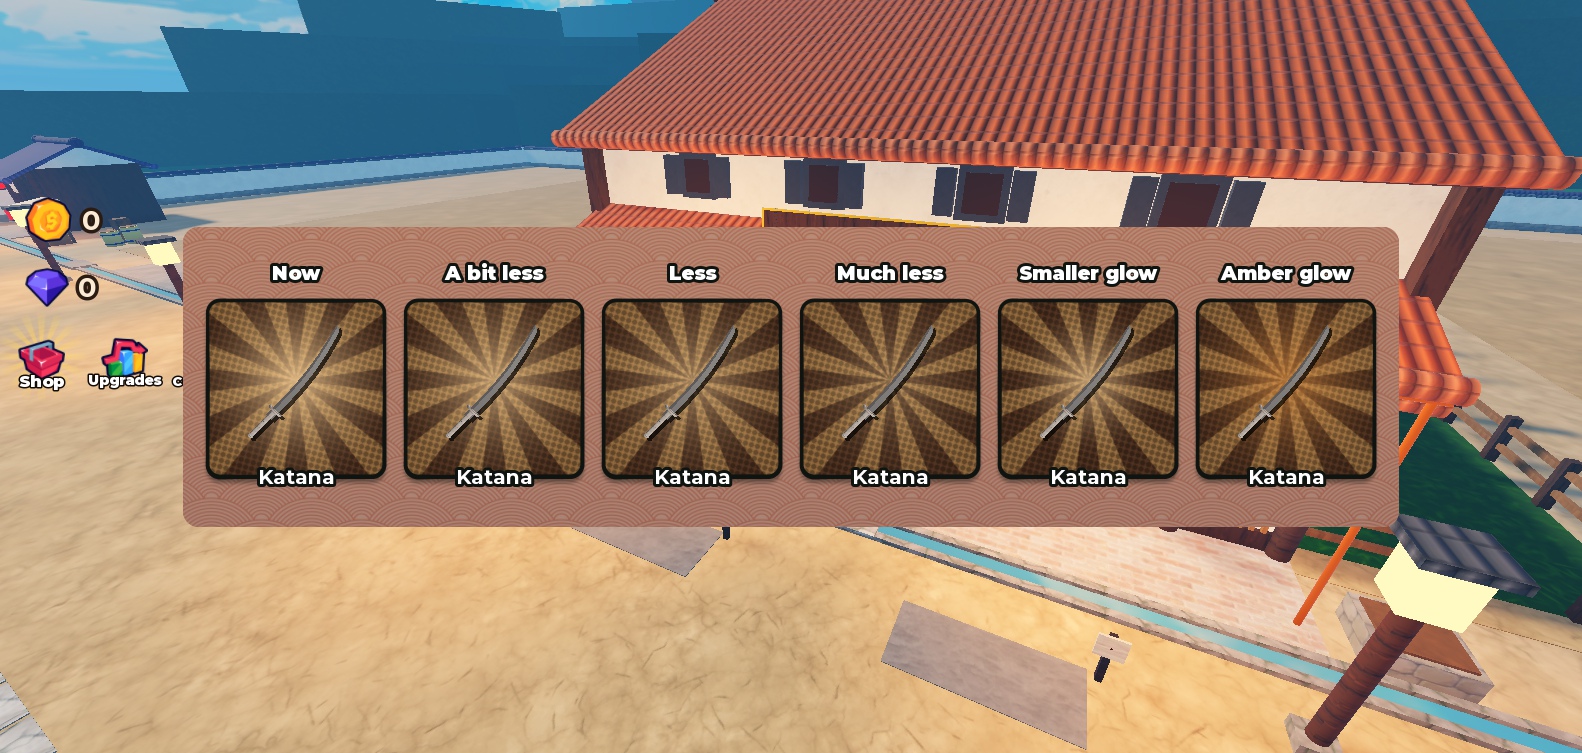 Now
A bit less
Less
Much less
Smaller glow
Amber glow
0
0
Shop
Upgrades
Katana
Katana
Katana
Katana
Katana
Katana